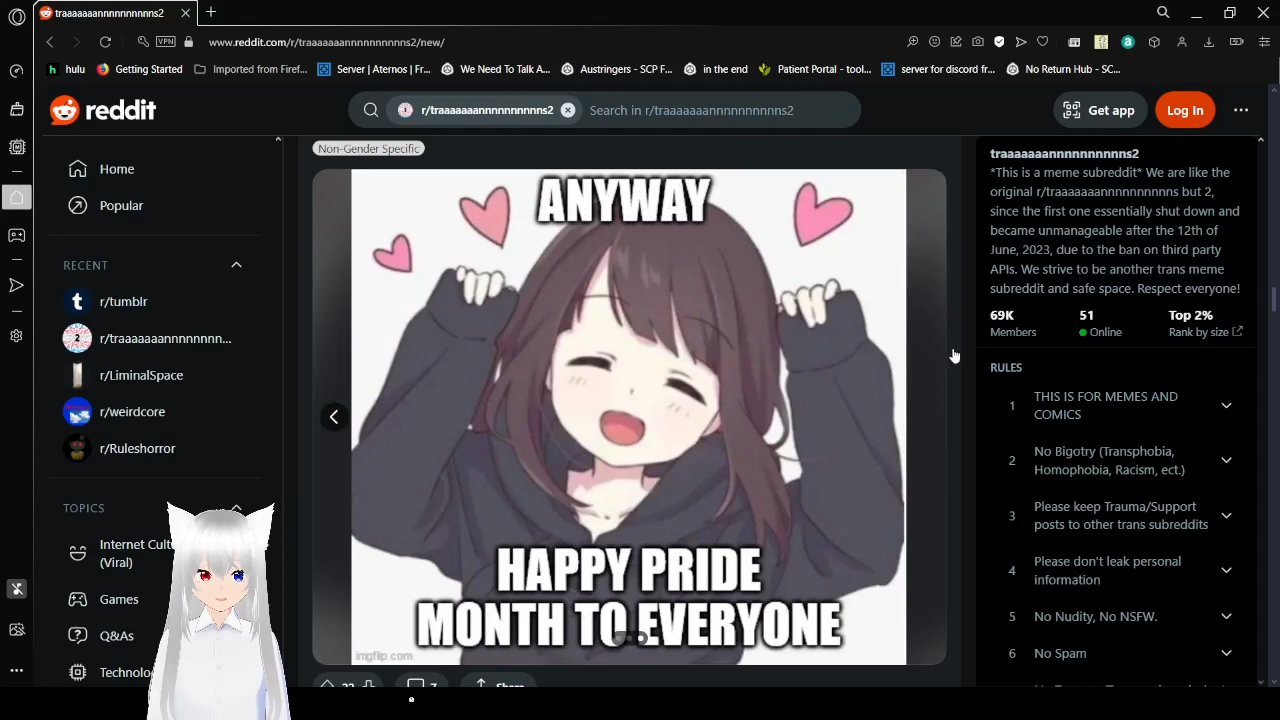 traaaaaaannnnnnnnnns2
VPN
www.reddit.com/r/traaaaaaannnnnnnnnns2/new/
hulu
Getting Started
Imported from Firef...
Server | Aternos | Fr...
We Need To Talk A...
Austringers - SCP F...
in the end
Patient Portal - tool...
server for discord fr...
No Return Hub - SC...
reddit
r/traaaaaaannnnnnnnnns2
Search in r/traaaaaaannnnnnnnnns2
Get app
Log In
Home
Popular
RECENT
r/tumblr
r/traaaaaaannnnnnn...
r/LiminalSpace
r/weirdcore
r/Ruleshorror
TOPICS
Internet Cult
(Viral)
Games
Q&As
Technolo
Non-Gender Specific
ANYWAY
HAPPY PRIDE
MONTH TO EVERYONE
imgflip.com
Share
traaaaaaannnnnnnnnns2
*This is a meme subreddit* We are like the
original r/traaaaaaannnnnnnnnns but 2,
since the first one essentially shut down and
became unmanageable after the 12th of
June, 2023, due to the ban on third party
APIs. We strive to be another trans meme
subreddit and safe space. Respect everyone!
69K
Members
51
Online
Top 2%
Rank by size
RULES
1
THIS IS FOR MEMES AND
COMICS
2
No Bigotry (Transphobia,
Homophobia, Racism, ect.)
3
Please keep Trauma/Support
posts to other trans subreddits
4
Please don't leak personal
information
5
No Nudity, No NSFW.
6
No Spam